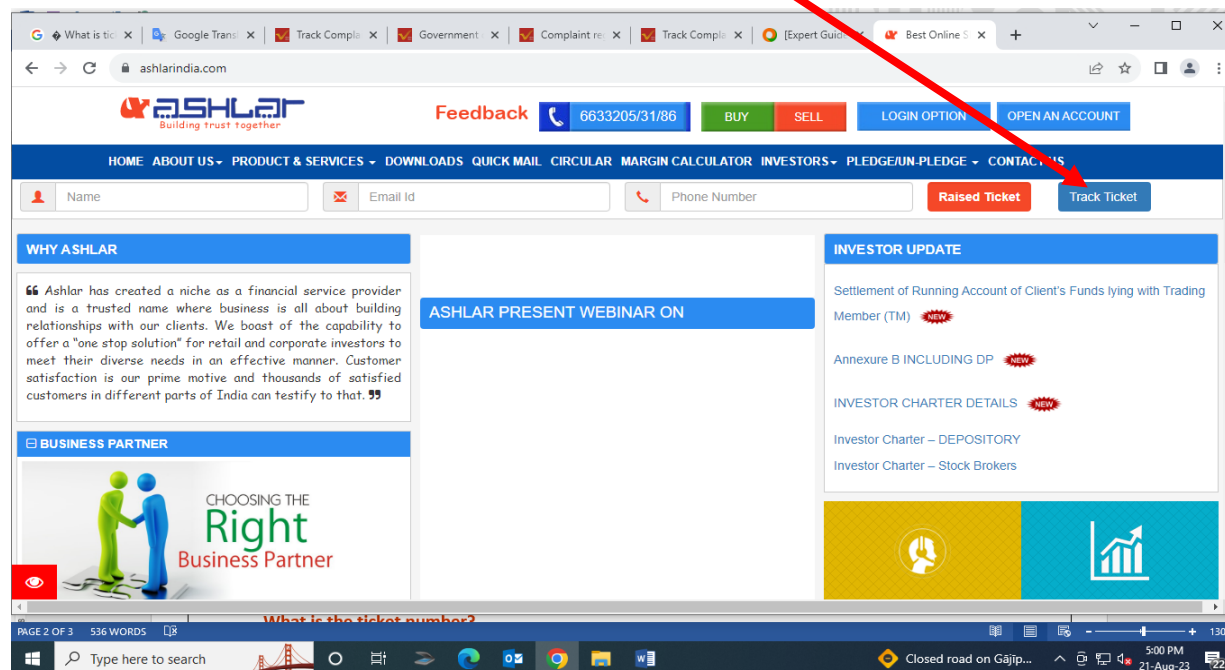 What is tic
Google Trans
Track Compla
Government
Complaint re
Track Compla
[Expert Guid
Best Online S
ashlarindia.com
ASHLAR
Building trust together
Feedback
6633205/31/86
BUY
SELL
LOGIN OPTION
OPEN AN ACCOUNT
HOME ABOUT US PRODUCT & SERVICES DOWNLOADS QUICK MAIL CIRCULAR MARGIN CALCULATOR INVESTORS PLEDGE/UN-PLEDGE CONTACT US
Name
Email Id
Phone Number
Raised Ticket
Track Ticket
WHY ASHLAR
❝ Ashlar has created a niche as a financial service provider
and is a trusted name where business is all about building
relationships with our clients. We boast of the capability to
offer a "one stop solution" for retail and corporate investors to
meet their diverse needs in an effective manner. Customer
satisfaction is our prime motive and thousands of satisfied
customers in different parts of India can testify to that. ❞
BUSINESS PARTNER
CHOOSING THE
Right
Business Partner
ASHLAR PRESENT WEBINAR ON
INVESTOR UPDATE
Settlement of Running Account of Client's Funds lying with Trading
Member (TM) NEW
Annexure B INCLUDING DP NEW
INVESTOR CHARTER DETAILS NEW
Investor Charter – DEPOSITORY
Investor Charter – Stock Brokers
What is the ticket number?
PAGE 2 OF 3 536 WORDS
130
Type here to search
Closed road on Gājīp...
5:00 PM
21-Aug-23
22